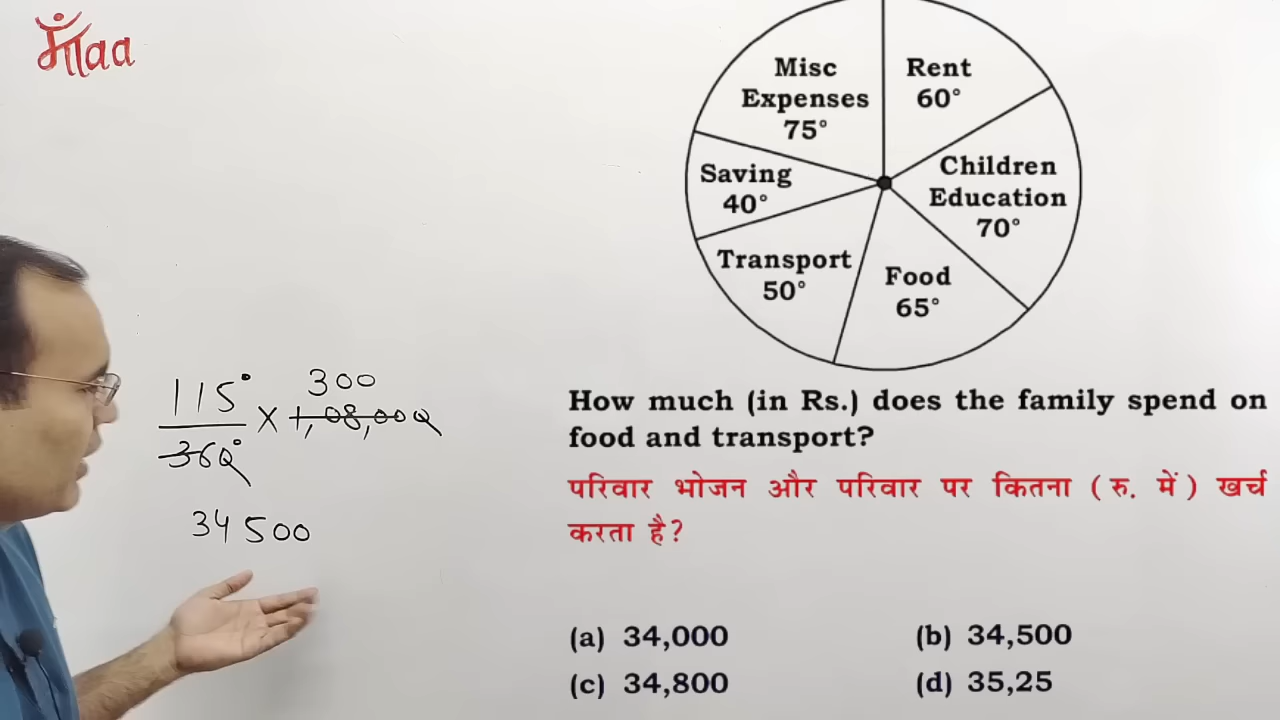 माँaa
Misc
Expenses
75°
Rent
60°
Children
Education
70°
Saving
40°
Transport
50°
Food
65°
115°
360°
×
300
1,08,000
34500
How much (in Rs.) does the family spend on
food and transport?
परिवार भोजन और परिवार पर कितना (रु. में) खर्च
करता है?
(a) 34,000
(b) 34,500
(c) 34,800
(d) 35,25